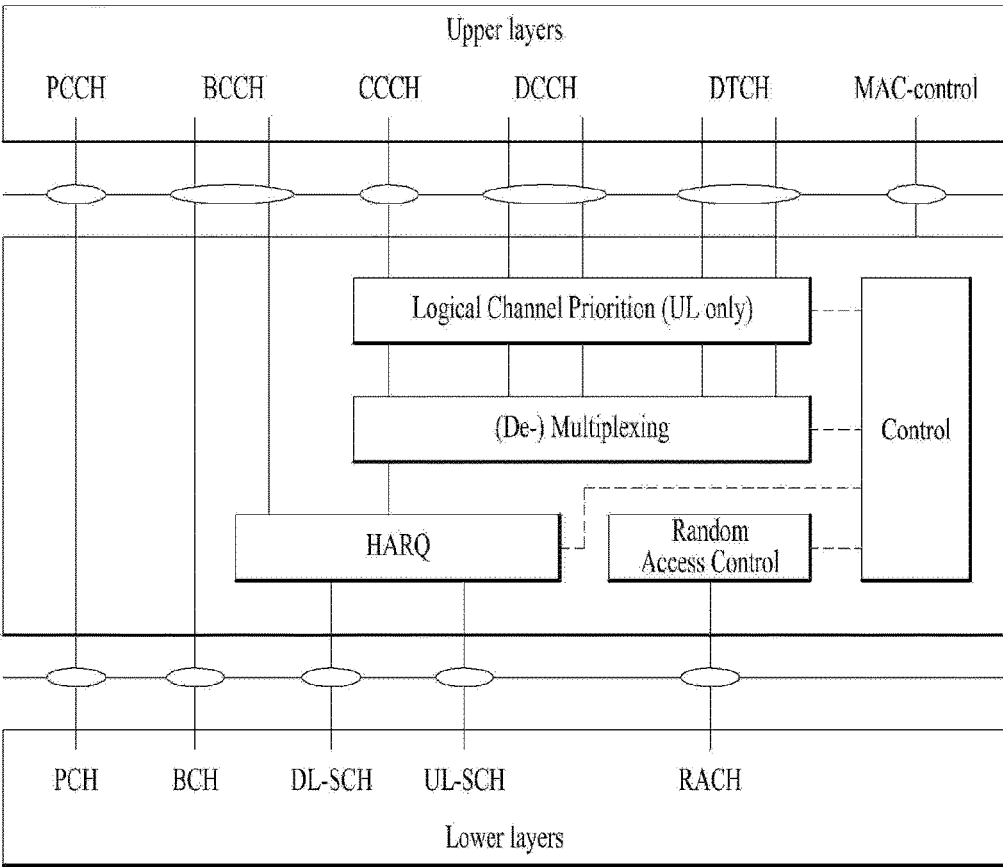 Upper layers
PCCH BCCH CCCH DCCH DTCH MAC-control
Logical Channel Priorition (UL only)
(De-) Multiplexing
Control
HARQ
Random
Access Control
PCH BCH DL-SCH UL-SCH RACH
Lower layers